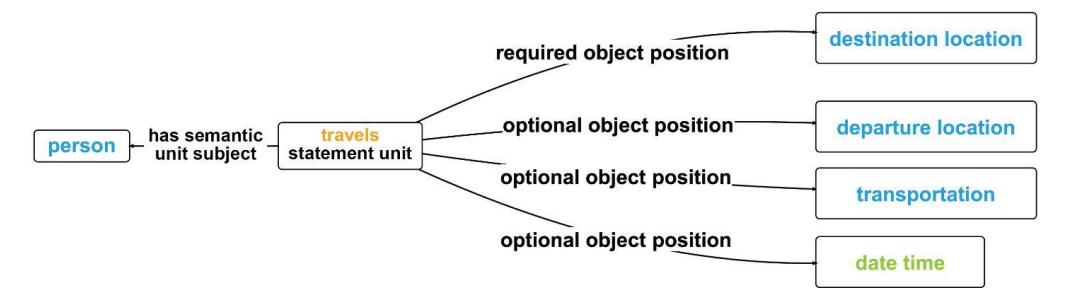 required object position
destination location
optional object position
departure location
person
has semantic
unit subject
travels
statement unit
optional object position
transportation
optional object position
date time